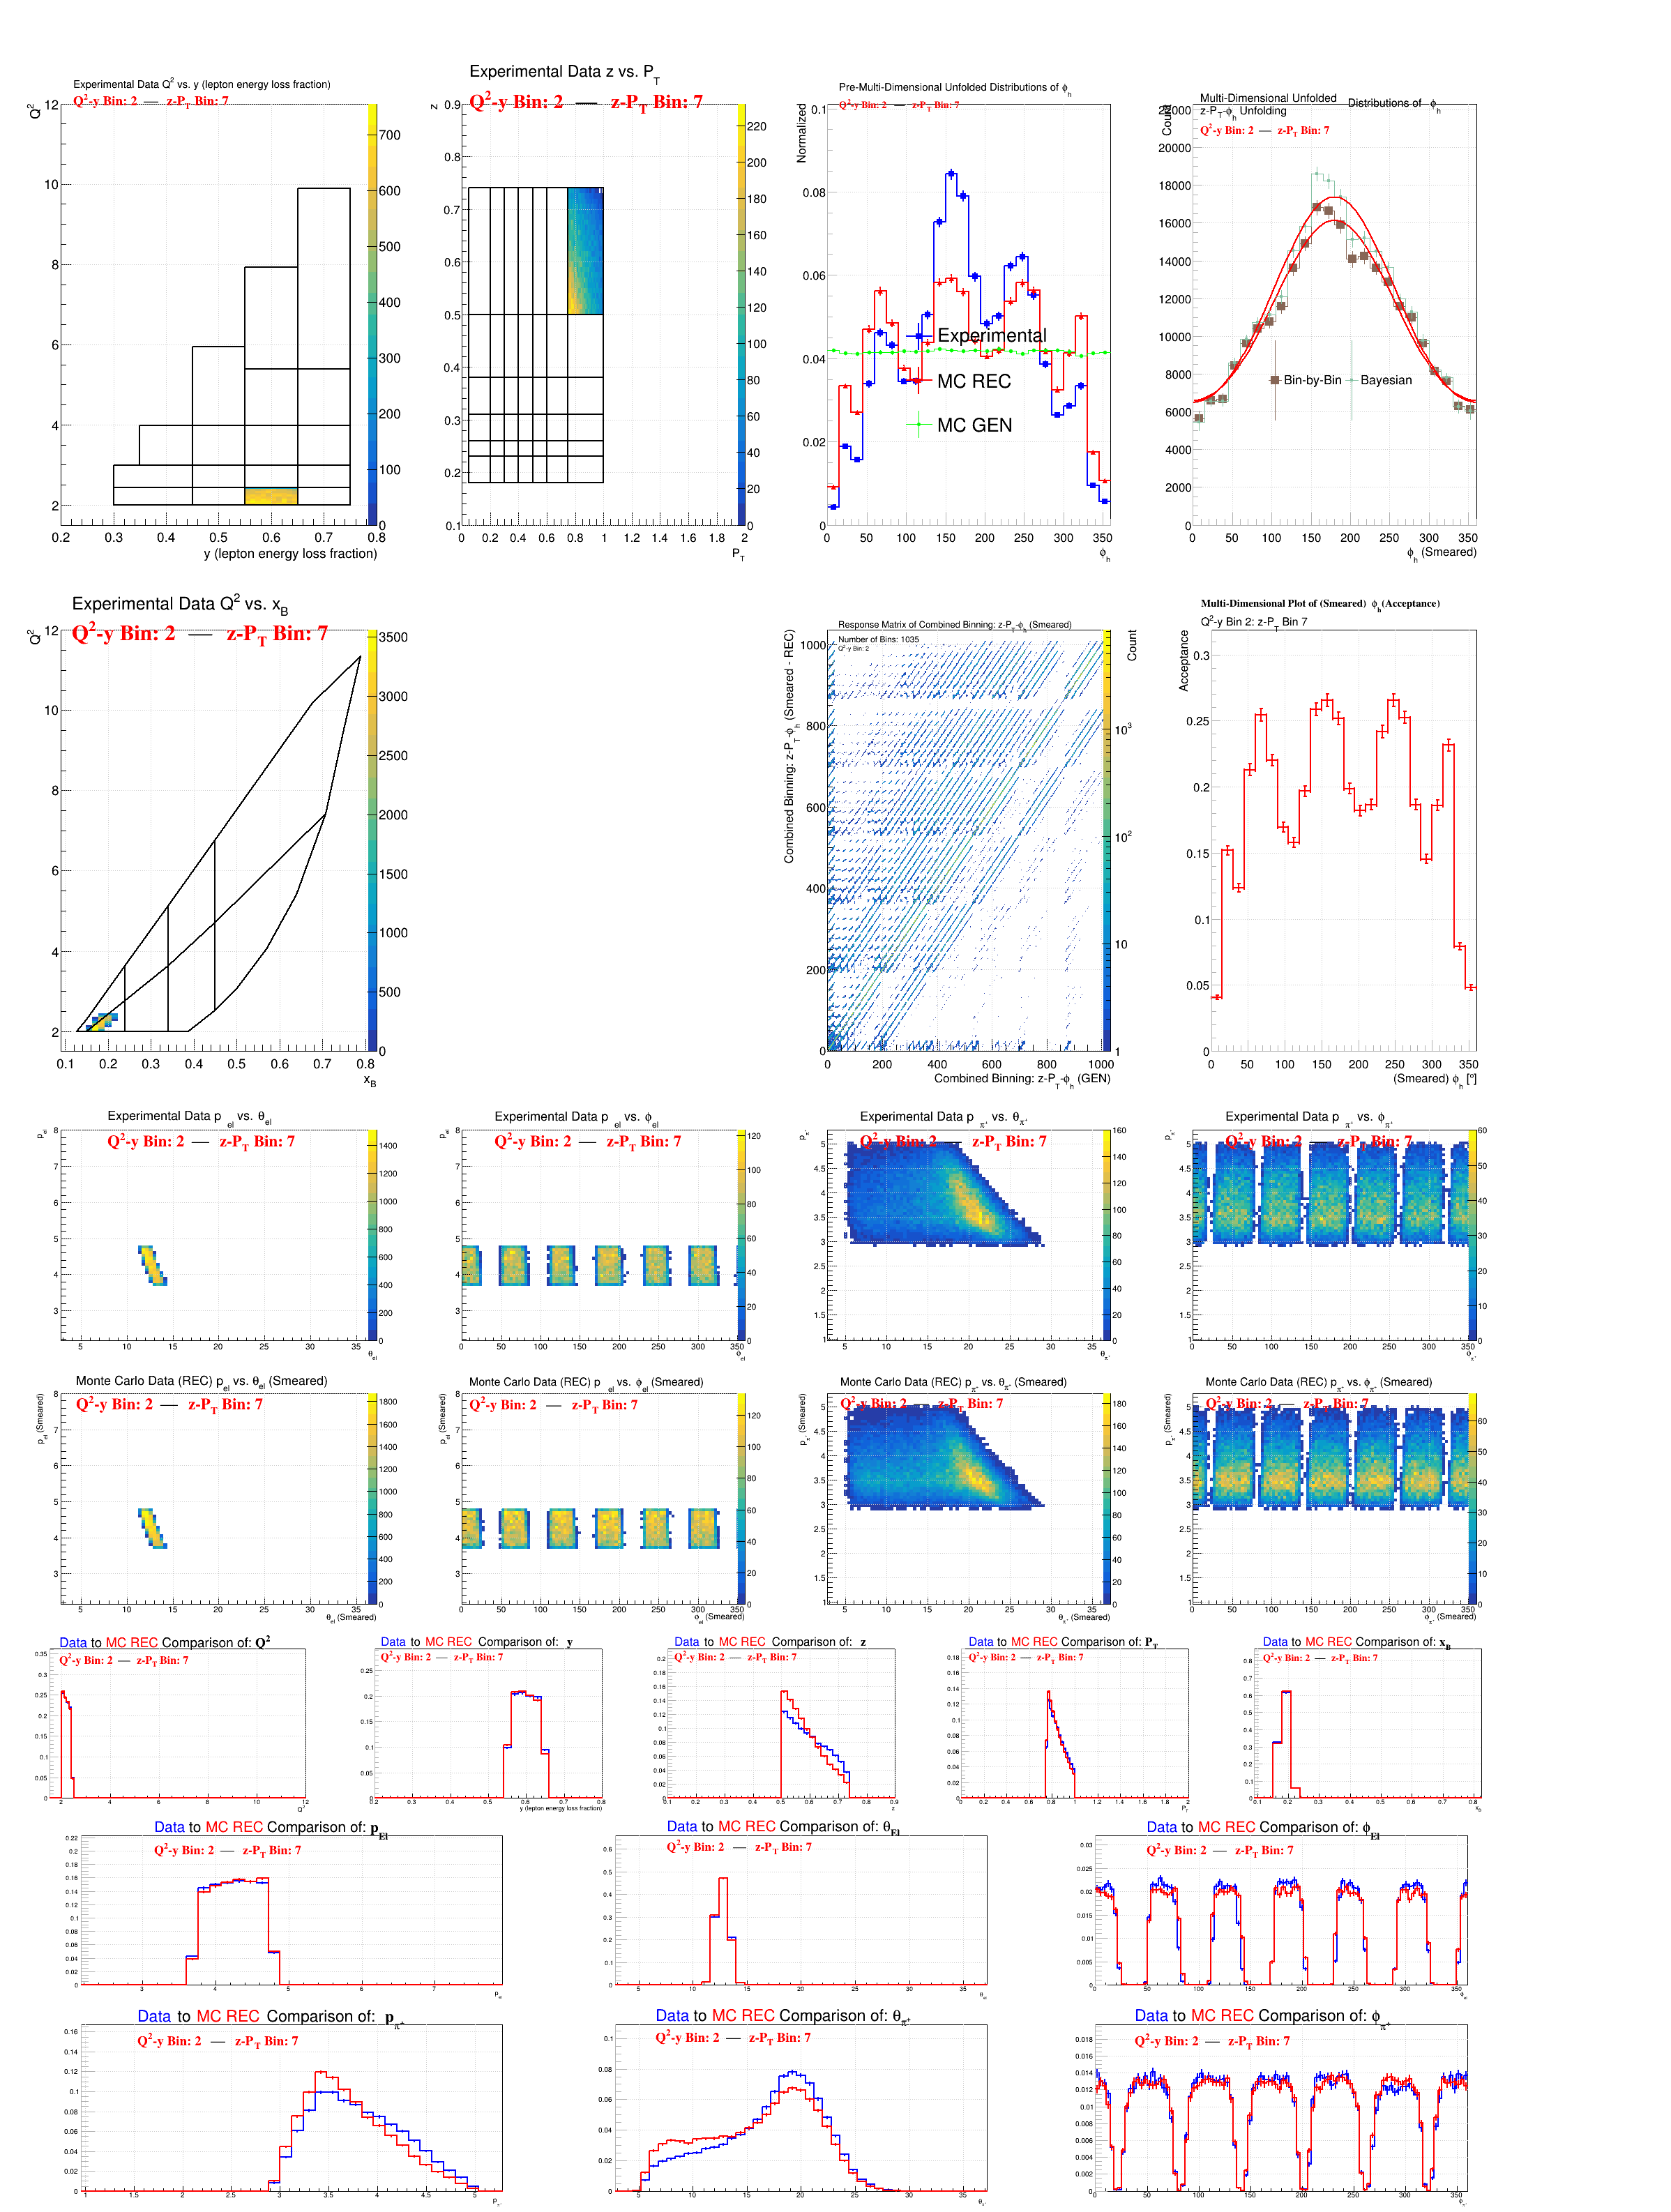 Experimental Data Q² vs. y (lepton energy loss fraction)
Q²-y Bin: 2 — z-P_T Bin: 7
Q²
y (lepton energy loss fraction)
Experimental Data z vs. P_T
Q²-y Bin: 2 — z-P_T Bin: 7
z
P_T
Pre-Multi-Dimensional Unfolded Distributions of ϕ_h
Q²-y Bin: 2 — z-P_T Bin: 7
Normalized
Experimental
MC REC
MC GEN
ϕ_h
Multi-Dimensional Unfolded Distributions of ϕ_h
z-P_T-ϕ_h Unfolding
Q²-y Bin: 2 — z-P_T Bin: 7
Count
Bin-by-Bin
Bayesian
ϕ_h (Smeared)
Experimental Data Q² vs. x_B
Q²-y Bin: 2 — z-P_T Bin: 7
Q²
x_B
Response Matrix of Combined Binning: z-P_T-ϕ_h (Smeared)
Number of Bins: 1035
Q²-y Bin: 2
Combined Binning: z-P_T-ϕ_h (Smeared - REC)
Count
Combined Binning: z-P_T-ϕ_h (GEN)
Multi-Dimensional Plot of (Smeared) ϕ_h (Acceptance)
Q²-y Bin 2: z-P_T Bin 7
Acceptance
(Smeared) ϕ_h [°]
Experimental Data p_el vs. θ_el
Q²-y Bin: 2 — z-P_T Bin: 7
p_el
θ_el
Experimental Data p_el vs. ϕ_el
Q²-y Bin: 2 — z-P_T Bin: 7
p_el
ϕ_el
Experimental Data p_π⁺ vs. θ_π⁺
Q²-y Bin: 2 — z-P_T Bin: 7
p_π⁺
θ_π⁺
Experimental Data p_π⁺ vs. ϕ_π⁺
Q²-y Bin: 2 — z-P_T Bin: 7
p_π⁺
ϕ_π⁺
Monte Carlo Data (REC) p_el vs. θ_el (Smeared)
Q²-y Bin: 2 — z-P_T Bin: 7
p_el (Smeared)
θ_el (Smeared)
Monte Carlo Data (REC) p_el vs. ϕ_el (Smeared)
Q²-y Bin: 2 — z-P_T Bin: 7
p_el (Smeared)
ϕ_el (Smeared)
Monte Carlo Data (REC) p_π⁺ vs. θ_π⁺ (Smeared)
Q²-y Bin: 2 — z-P_T Bin: 7
p_π⁺ (Smeared)
θ_π⁺ (Smeared)
Monte Carlo Data (REC) p_π⁺ vs. ϕ_π⁺ (Smeared)
Q²-y Bin: 2 — z-P_T Bin: 7
p_π⁺ (Smeared)
ϕ_π⁺ (Smeared)
Data to MC REC Comparison of: Q²
Q²-y Bin: 2 — z-P_T Bin: 7
Q²
Data to MC REC Comparison of: y
Q²-y Bin: 2 — z-P_T Bin: 7
y (lepton energy loss fraction)
Data to MC REC Comparison of: z
Q²-y Bin: 2 — z-P_T Bin: 7
z
Data to MC REC Comparison of: P_T
Q²-y Bin: 2 — z-P_T Bin: 7
P_T
Data to MC REC Comparison of: x_B
Q²-y Bin: 2 — z-P_T Bin: 7
x_B
Data to MC REC Comparison of: p_El
Q²-y Bin: 2 — z-P_T Bin: 7
p_el
Data to MC REC Comparison of: θ_El
Q²-y Bin: 2 — z-P_T Bin: 7
θ_el
Data to MC REC Comparison of: ϕ_El
Q²-y Bin: 2 — z-P_T Bin: 7
ϕ_el
Data to MC REC Comparison of: p_π⁺
Q²-y Bin: 2 — z-P_T Bin: 7
p_π⁺
Data to MC REC Comparison of: θ_π⁺
Q²-y Bin: 2 — z-P_T Bin: 7
θ_π⁺
Data to MC REC Comparison of: ϕ_π⁺
Q²-y Bin: 2 — z-P_T Bin: 7
ϕ_π⁺